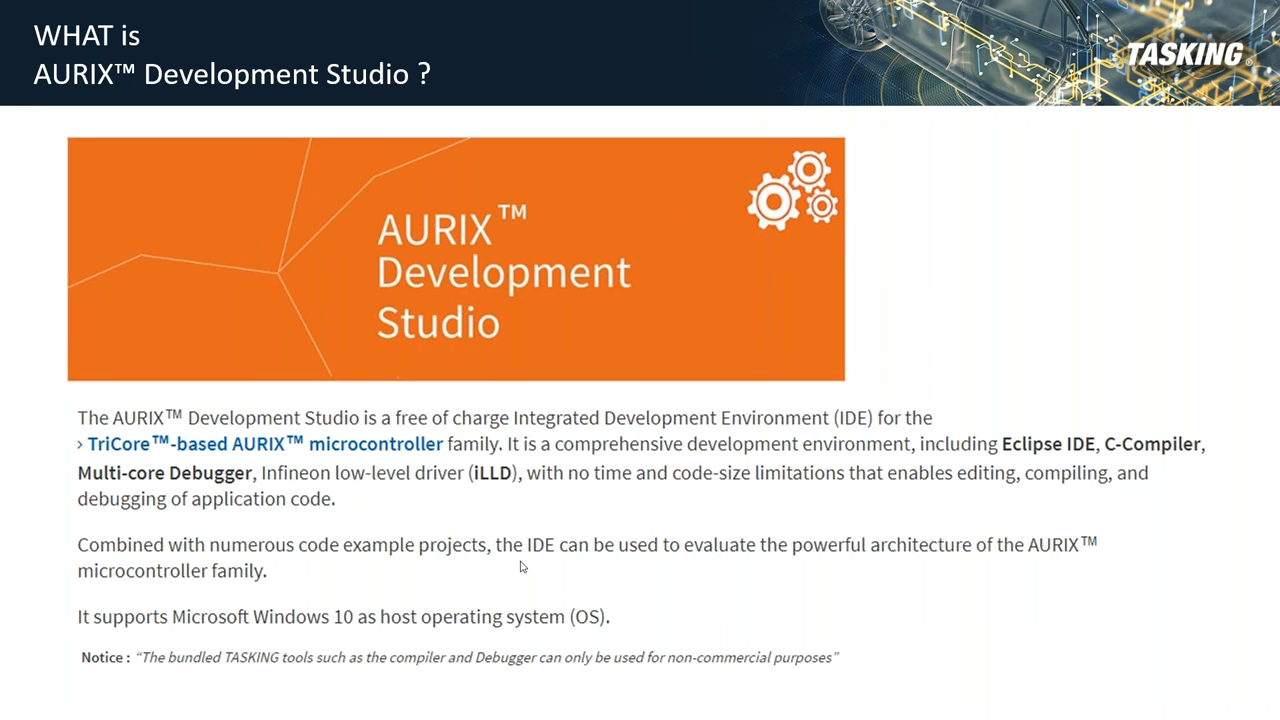 WHAT is
AURIX™ Development Studio ?
TASKING®
AURIX™
Development
Studio
The AURIX™ Development Studio is a free of charge Integrated Development Environment (IDE) for the
› TriCore™-based AURIX™ microcontroller family. It is a comprehensive development environment, including Eclipse IDE, C-Compiler,
Multi-core Debugger, Infineon low-level driver (iLLD), with no time and code-size limitations that enables editing, compiling, and
debugging of application code.
Combined with numerous code example projects, the IDE can be used to evaluate the powerful architecture of the AURIX™
microcontroller family.
It supports Microsoft Windows 10 as host operating system (OS).
Notice : “The bundled TASKING tools such as the compiler and Debugger can only be used for non-commercial purposes”